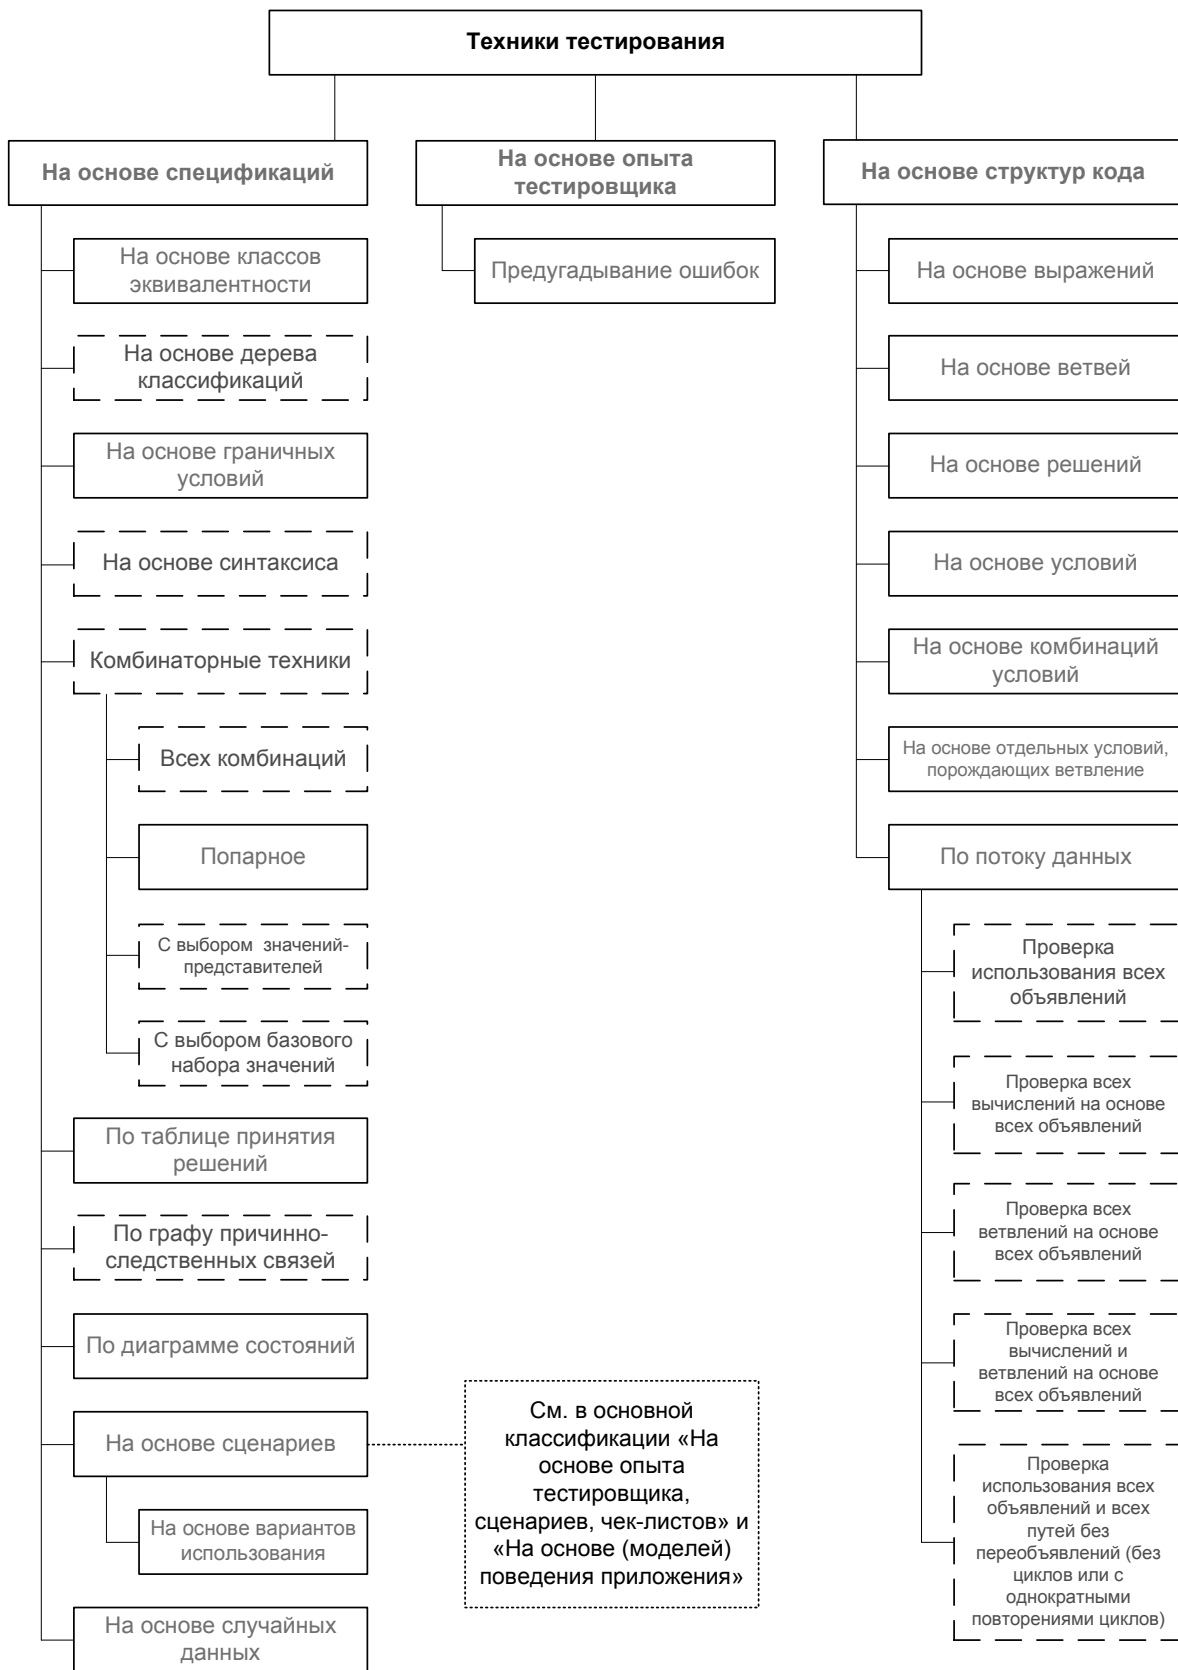 Техники тестирования
На основе спецификаций
На основе классов
эквивалентности
На основе дерева
классификаций
На основе граничных
условий
На основе синтаксиса
Комбинаторные техники
Всех комбинаций
Попарное
С выбором значений-
представителей
С выбором базового
набора значений
По таблице принятия
решений
По графу причинно-
следственных связей
По диаграмме состояний
На основе сценариев
На основе вариантов
использования
На основе случайных
данных
На основе опыта
тестировщика
Предугадывание ошибок
См. в основной
классификации «На
основе опыта
тестировщика,
сценариев, чек-листов» и
«На основе (моделей)
поведения приложения»
На основе структур кода
На основе выражений
На основе ветвей
На основе решений
На основе условий
На основе комбинаций
условий
На основе отдельных условий,
порождающих ветвление
По потоку данных
Проверка
использования всех
объявлений
Проверка всех
вычислений на основе
всех объявлений
Проверка всех
ветвлений на основе
всех объявлений
Проверка всех
вычислений и
ветвлений на основе
всех объявлений
Проверка
использования всех
объявлений и всех
путей без
переобъявлений (без
циклов или с
однократными
повторениями циклов)